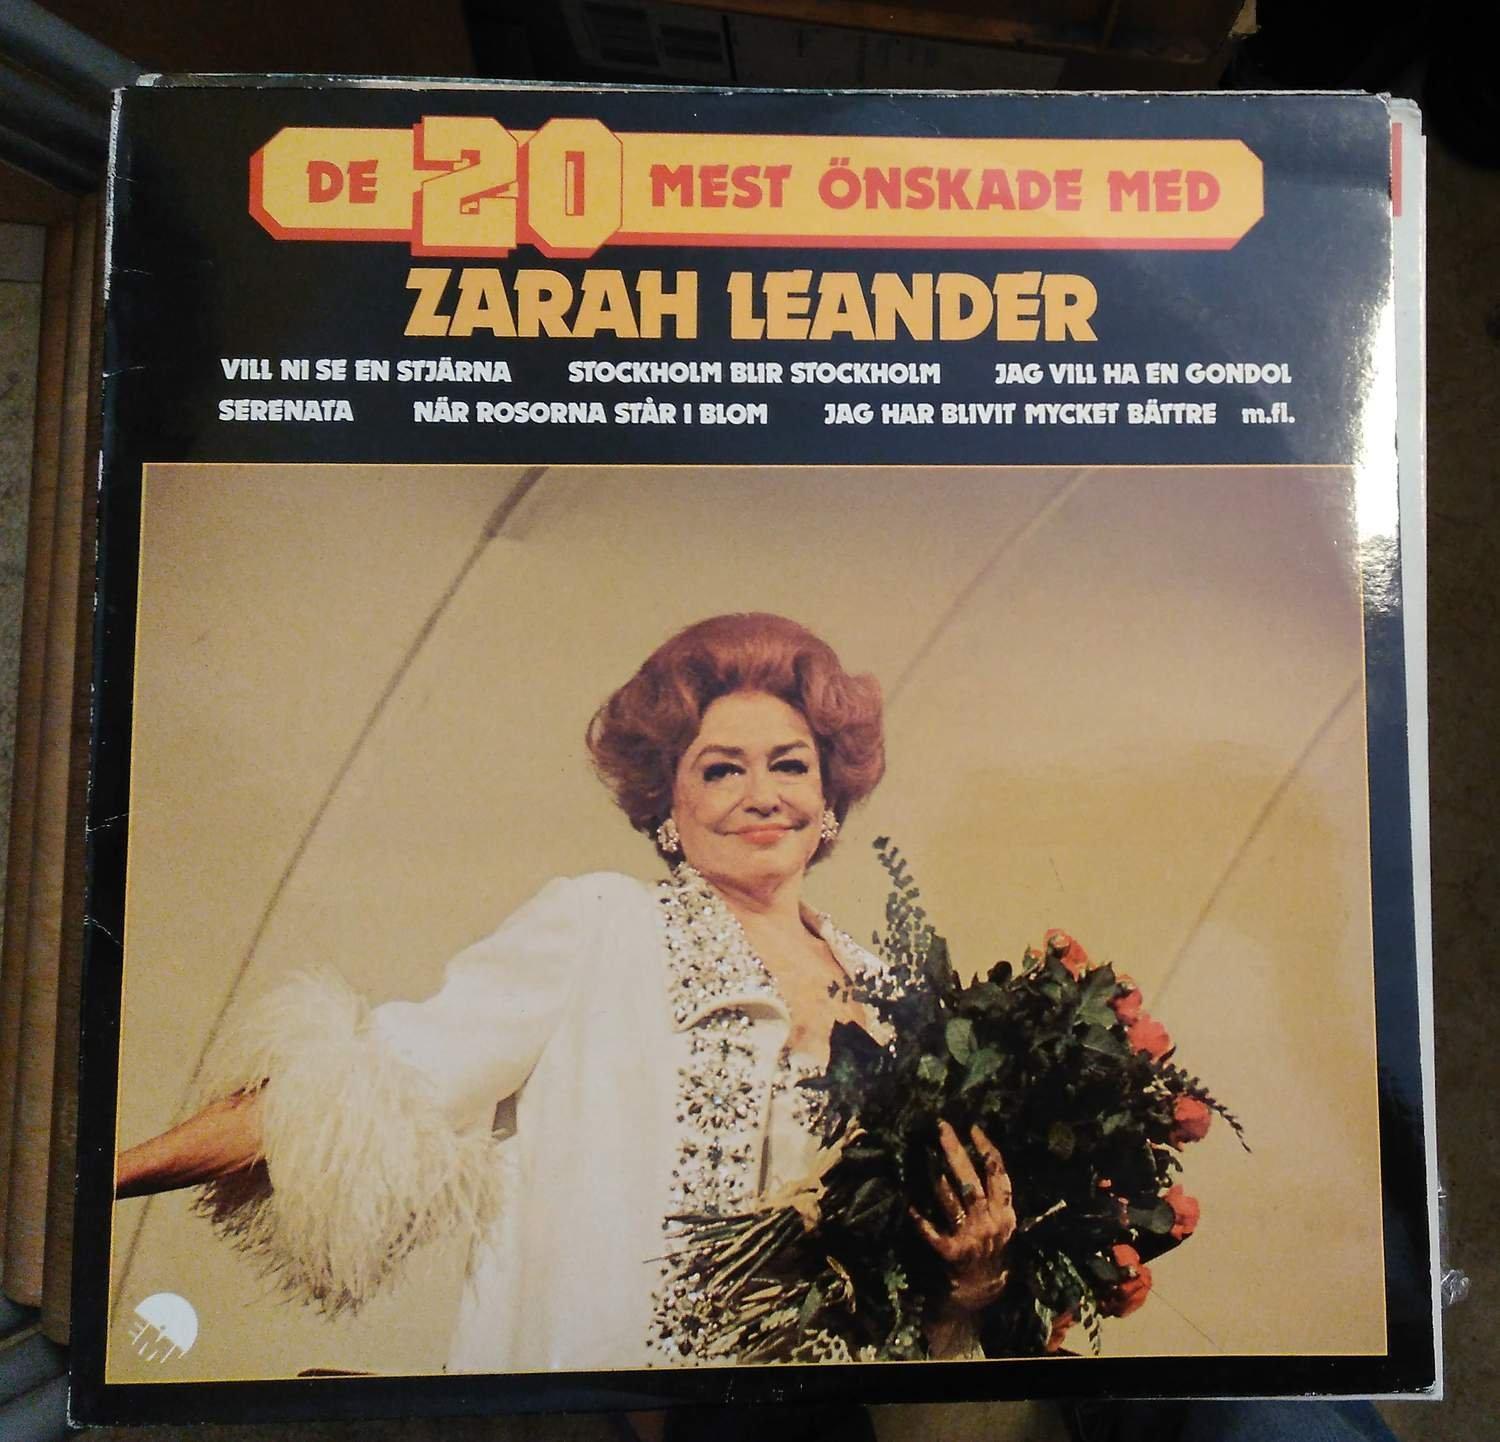 DE 20 MEST ÖNSKADE MED
ZARAH LEANDER
VILL NI SE EN STJÄRNA STOCKHOLM BLIR STOCKHOLM JAG VILL HA EN GONDOL
SERENATA NÄR ROSORNA STÅR I BLOM JAG HAR BLIVIT MYCKET BÄTTRE m.fl.
EMI